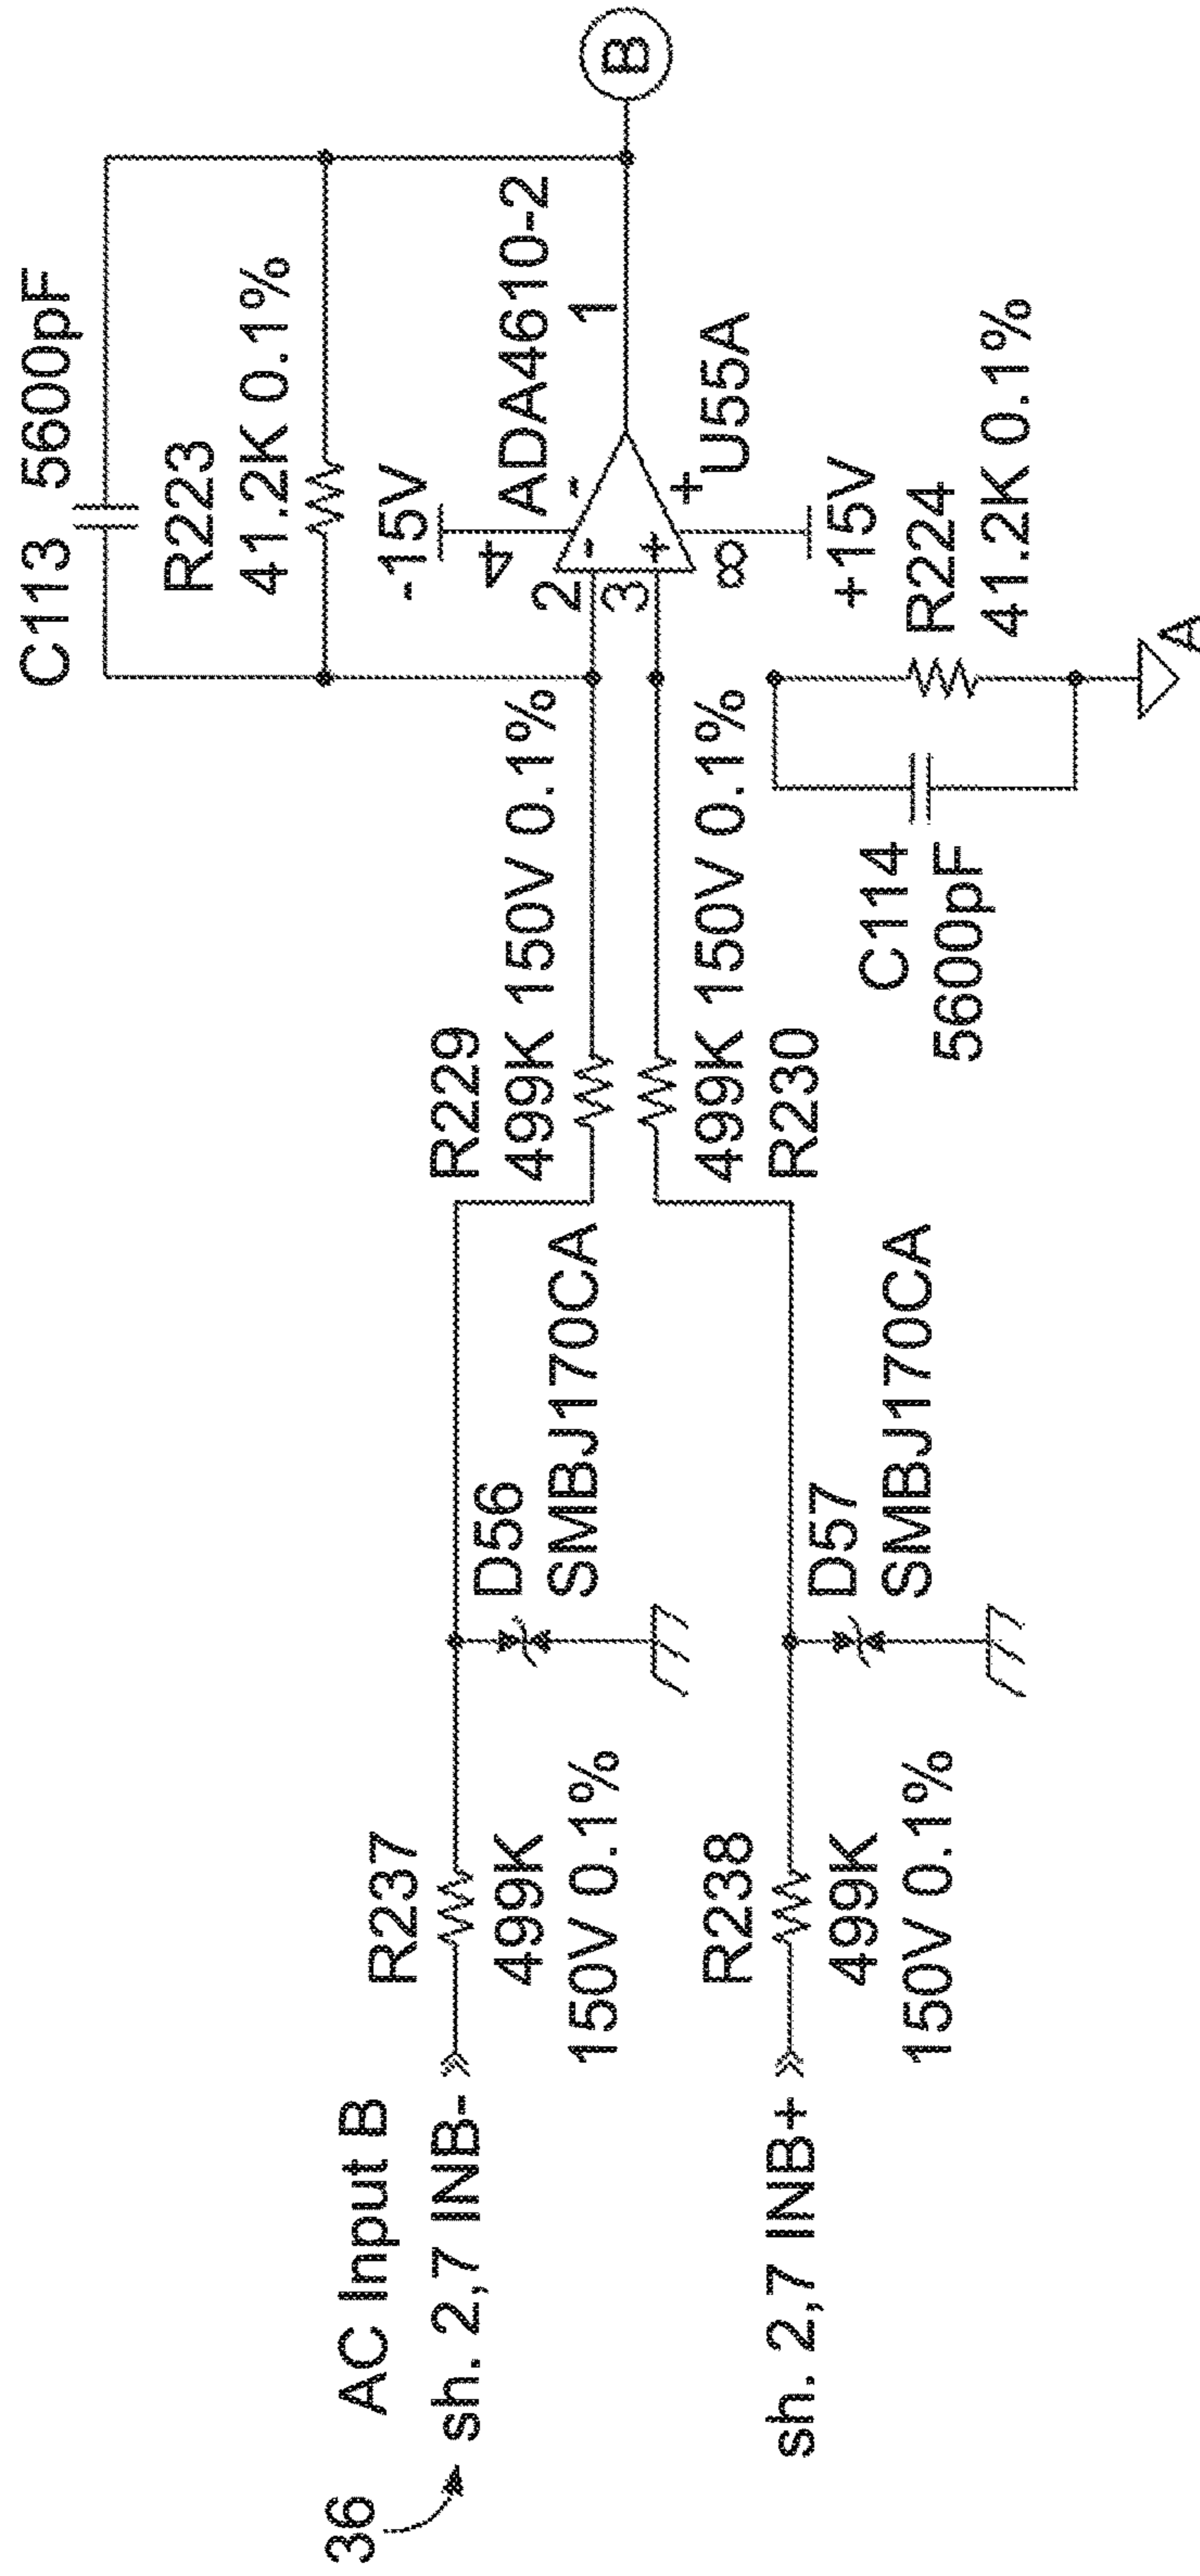 36
AC Input B
sh. 2,7 INB-
R237
499K
150V 0.1%
D56
SMBJ170CA
R229
499K 150V 0.1%
sh. 2,7 INB+
R238
499K
150V 0.1%
D57
SMBJ170CA
499K 150V 0.1%
R230
C113 5600pF
R223
41.2K 0.1%
-15V
4
ADA4610-2
2
-
-
1
3
+
+
8
U55A
+15V
B
C114
5600pF
R224
41.2K 0.1%
A